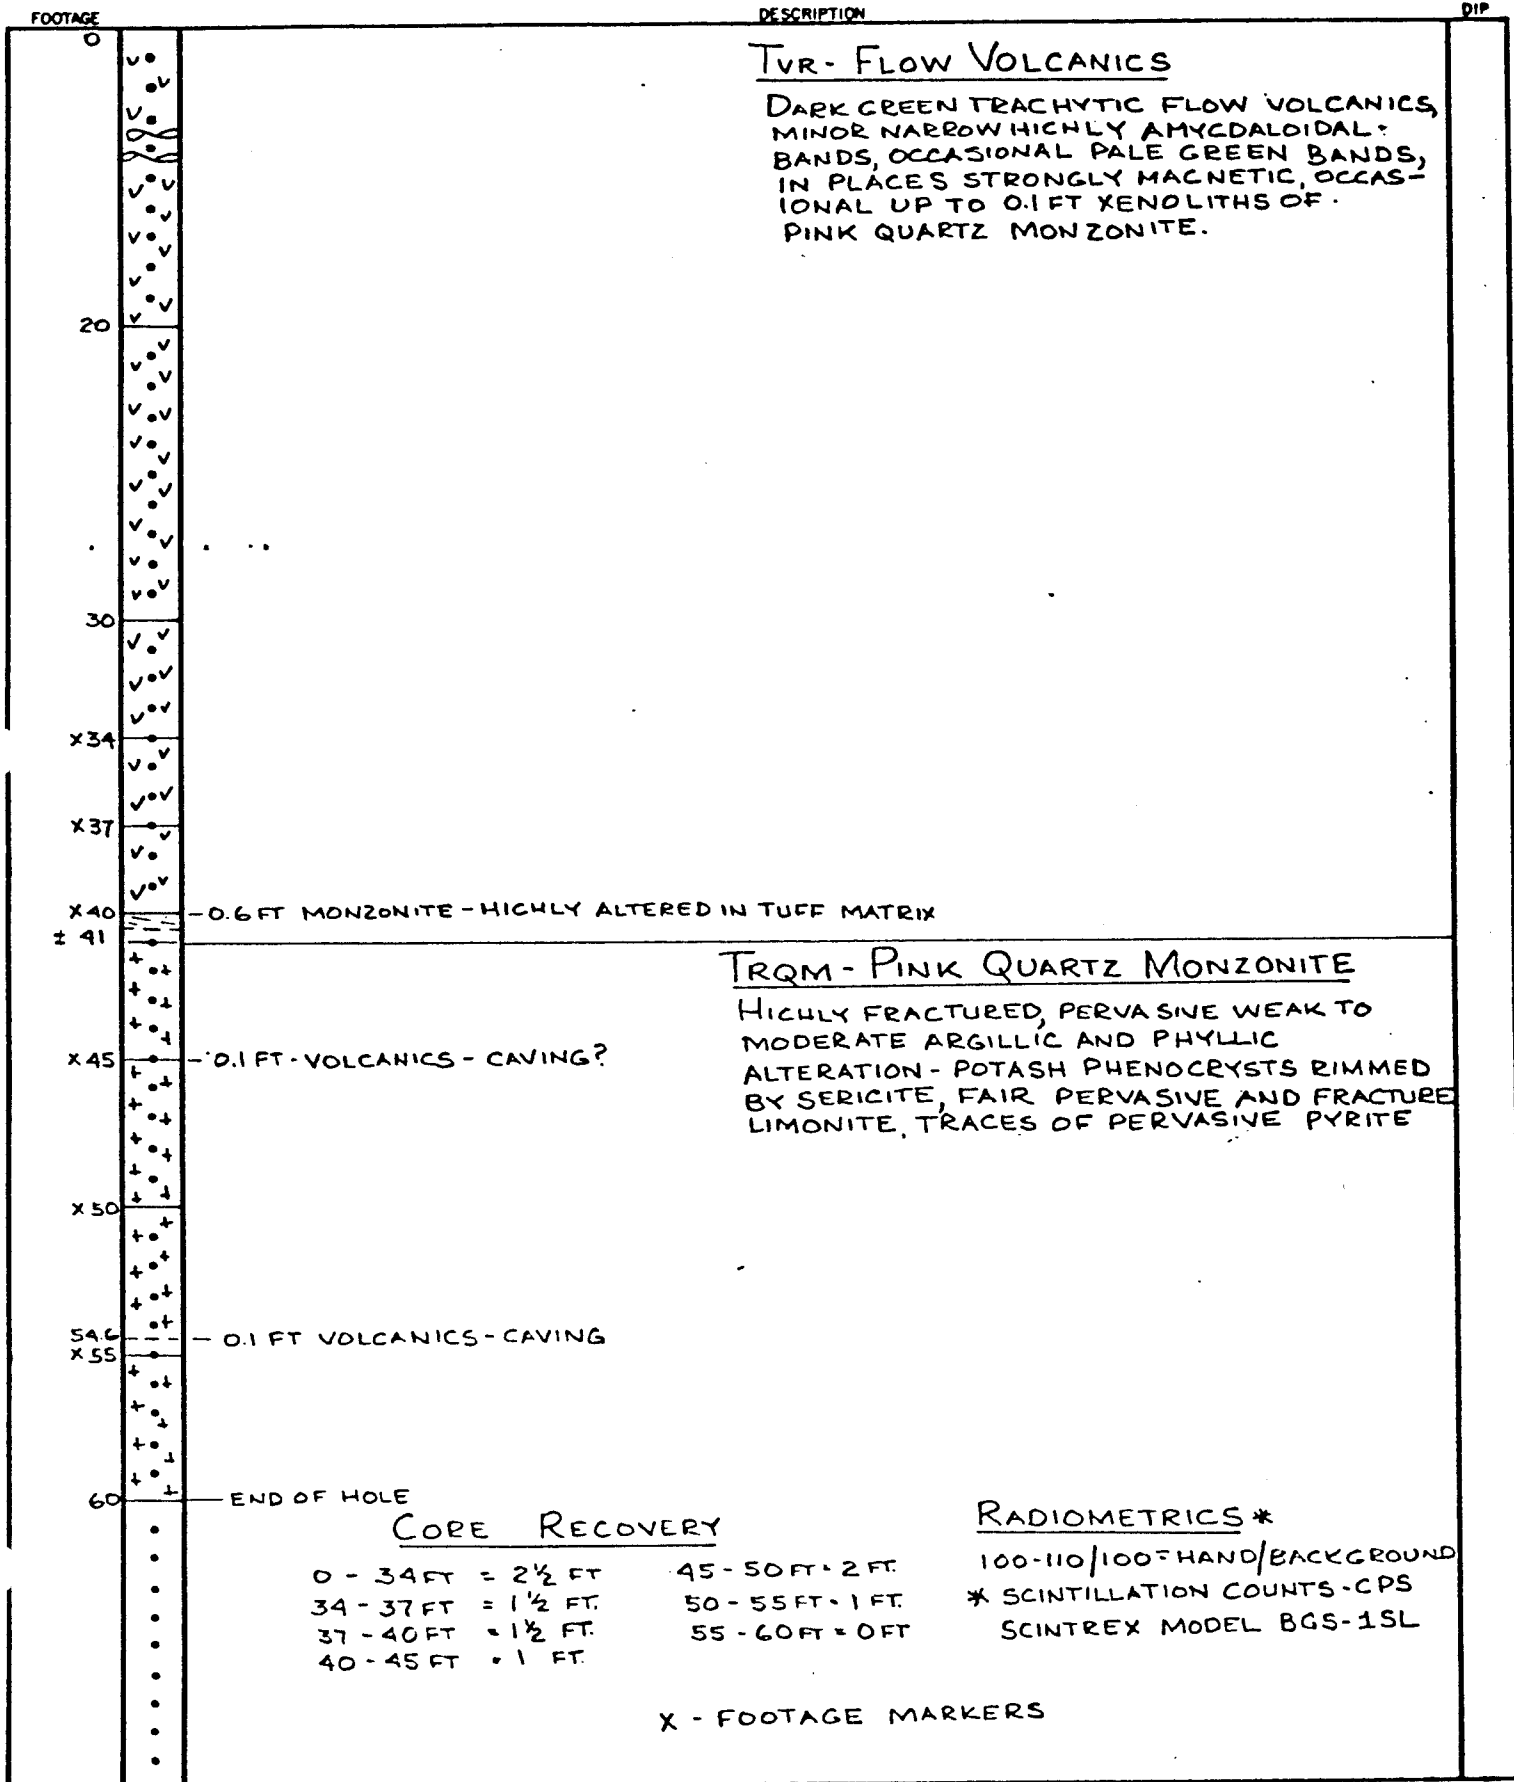 FOOTAGE
DESCRIPTION
DIP
0
TVR - FLOW VOLCANICS
DARK GREEN TRACHYTIC FLOW VOLCANICS,
MINOR NARROW HIGHLY AMYGDALOIDAL
BANDS, OCCASIONAL PALE GREEN BANDS,
IN PLACES STRONGLY MAGNETIC, OCCAS-
IONAL UP TO 0.1 FT XENOLITHS OF
PINK QUARTZ MONZONITE.
20
30
X34
X37
X40 - 0.6 FT MONZONITE - HIGHLY ALTERED IN TUFF MATRIX
± 41
TRQM - PINK QUARTZ MONZONITE
HIGHLY FRACTURED, PERVASIVE WEAK TO
MODERATE ARGILLIC AND PHYLLIC
X45 - 0.1 FT - VOLCANICS - CAVING?
ALTERATION - POTASH PHENOCRYSTS RIMMED
BY SERICITE, FAIR PERVASIVE AND FRACTURE
LIMONITE, TRACES OF PERVASIVE PYRITE
X50
54.6 - 0.1 FT VOLCANICS - CAVING
X55
60 - END OF HOLE
CORE RECOVERY
0 - 34 FT = 2½ FT
34 - 37 FT = 1½ FT.
37 - 40 FT = 1½ FT.
40 - 45 FT = 1 FT.
45 - 50 FT = 2 FT.
50 - 55 FT = 1 FT.
55 - 60 FT = 0 FT
RADIOMETRICS *
100-110/100 = HAND/BACKGROUND
* SCINTILLATION COUNTS - CPS
SCINTREX MODEL BGS-1SL
X - FOOTAGE MARKERS